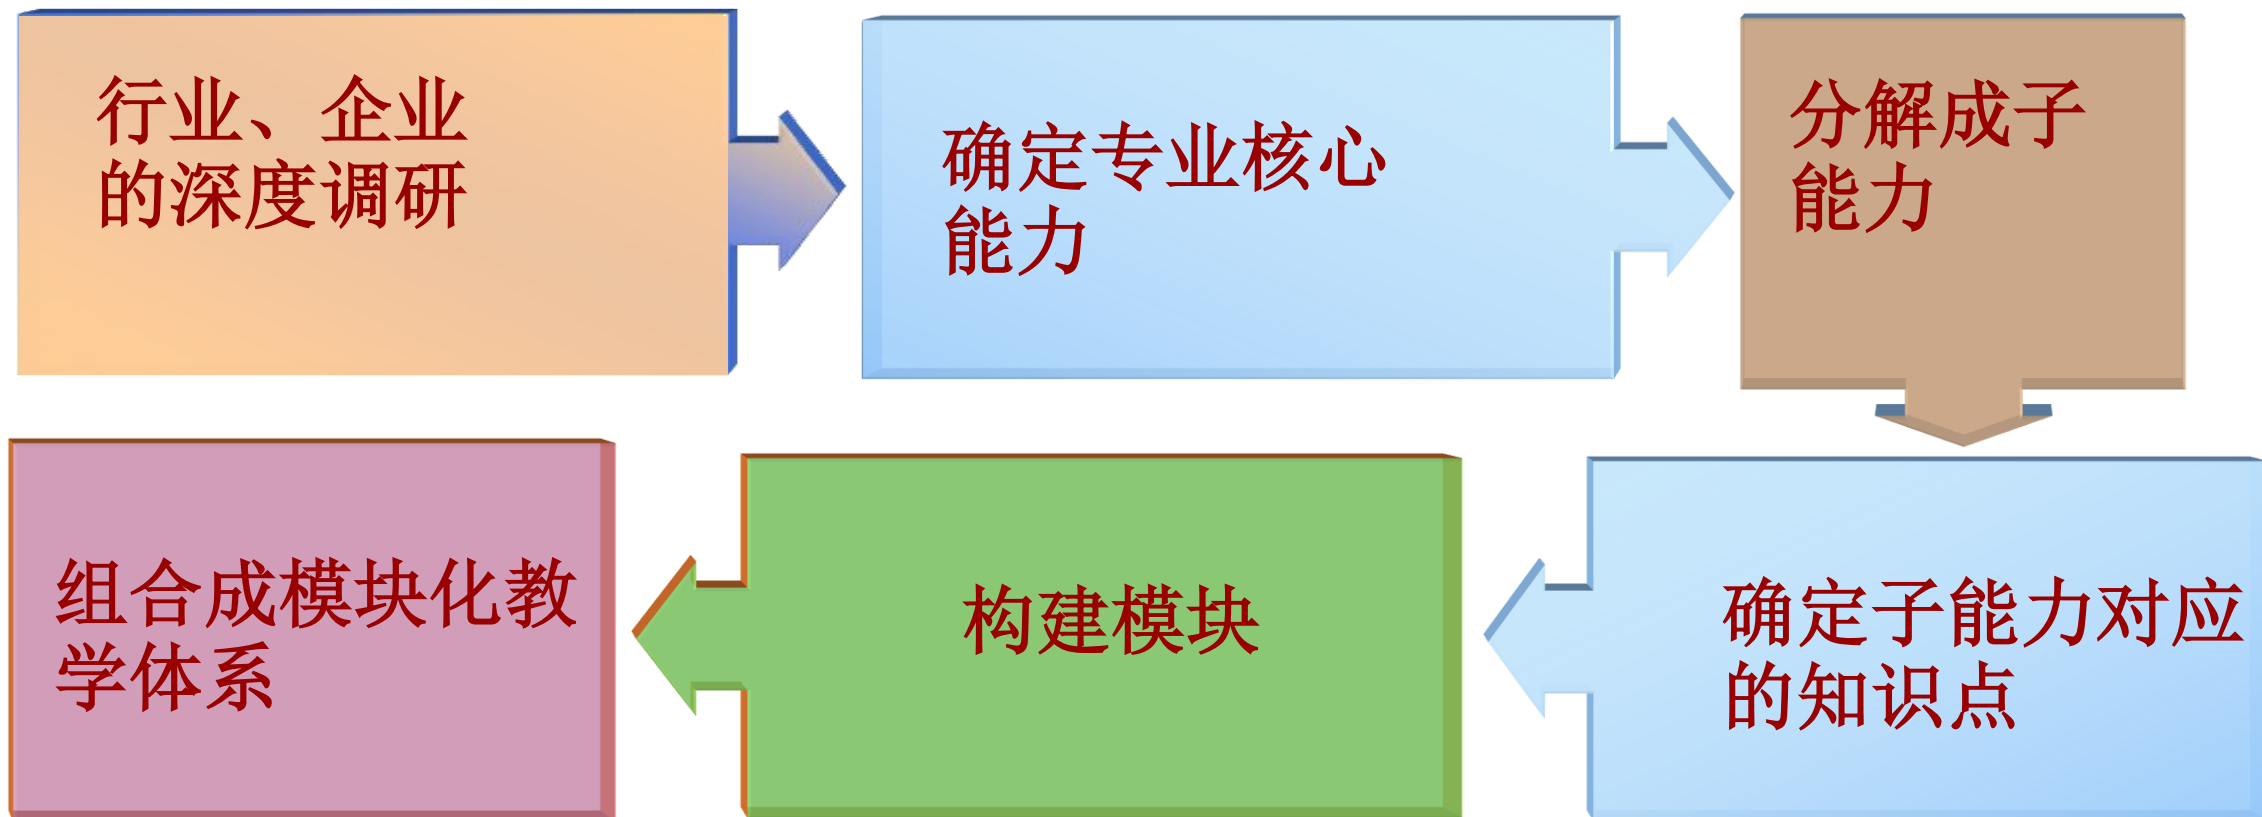 行业、企业
的深度调研
确定专业核心
能力
分解成子
能力
确定子能力对应
的知识点
构建模块
组合成模块化教
学体系